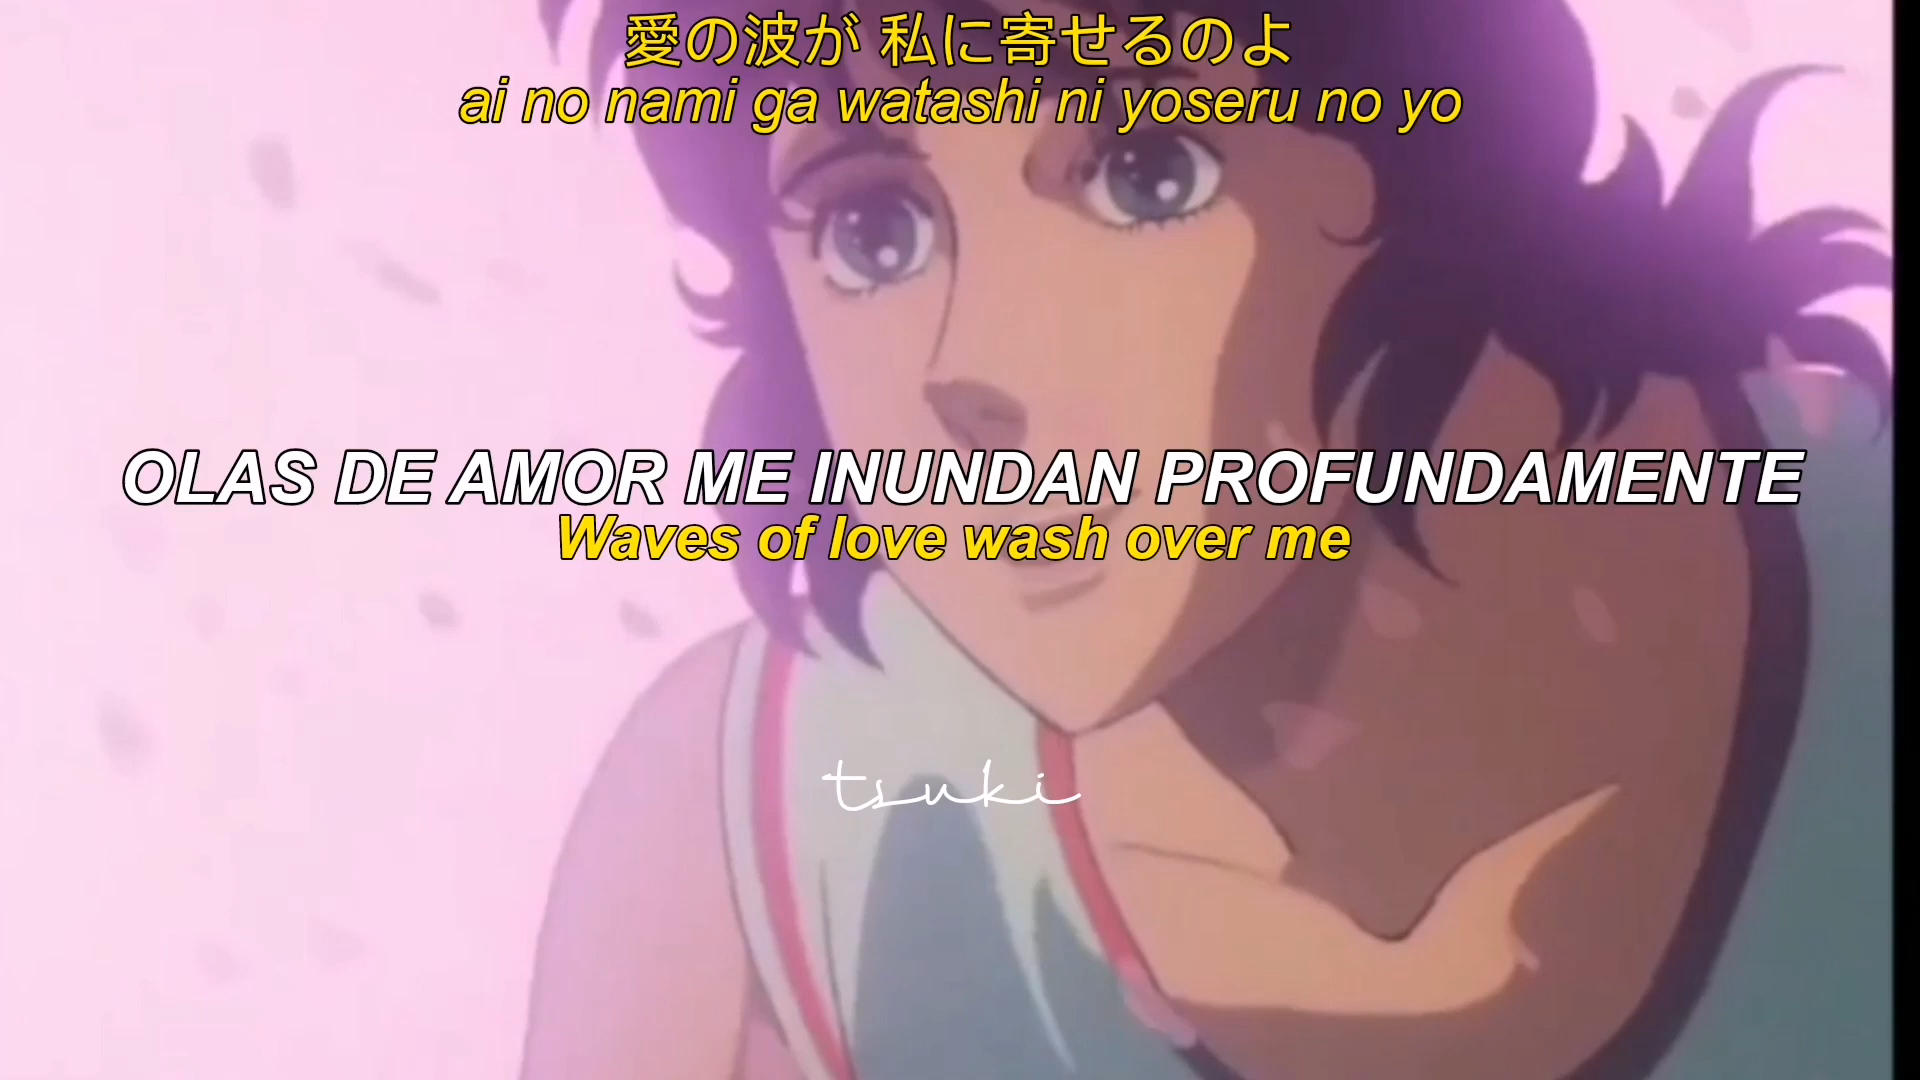 愛の波が 私に寄せるのよ
ai no nami ga watashi ni yoseru no yo
OLAS DE AMOR ME INUNDAN PROFUNDAMENTE
Waves of love wash over me
tsuki